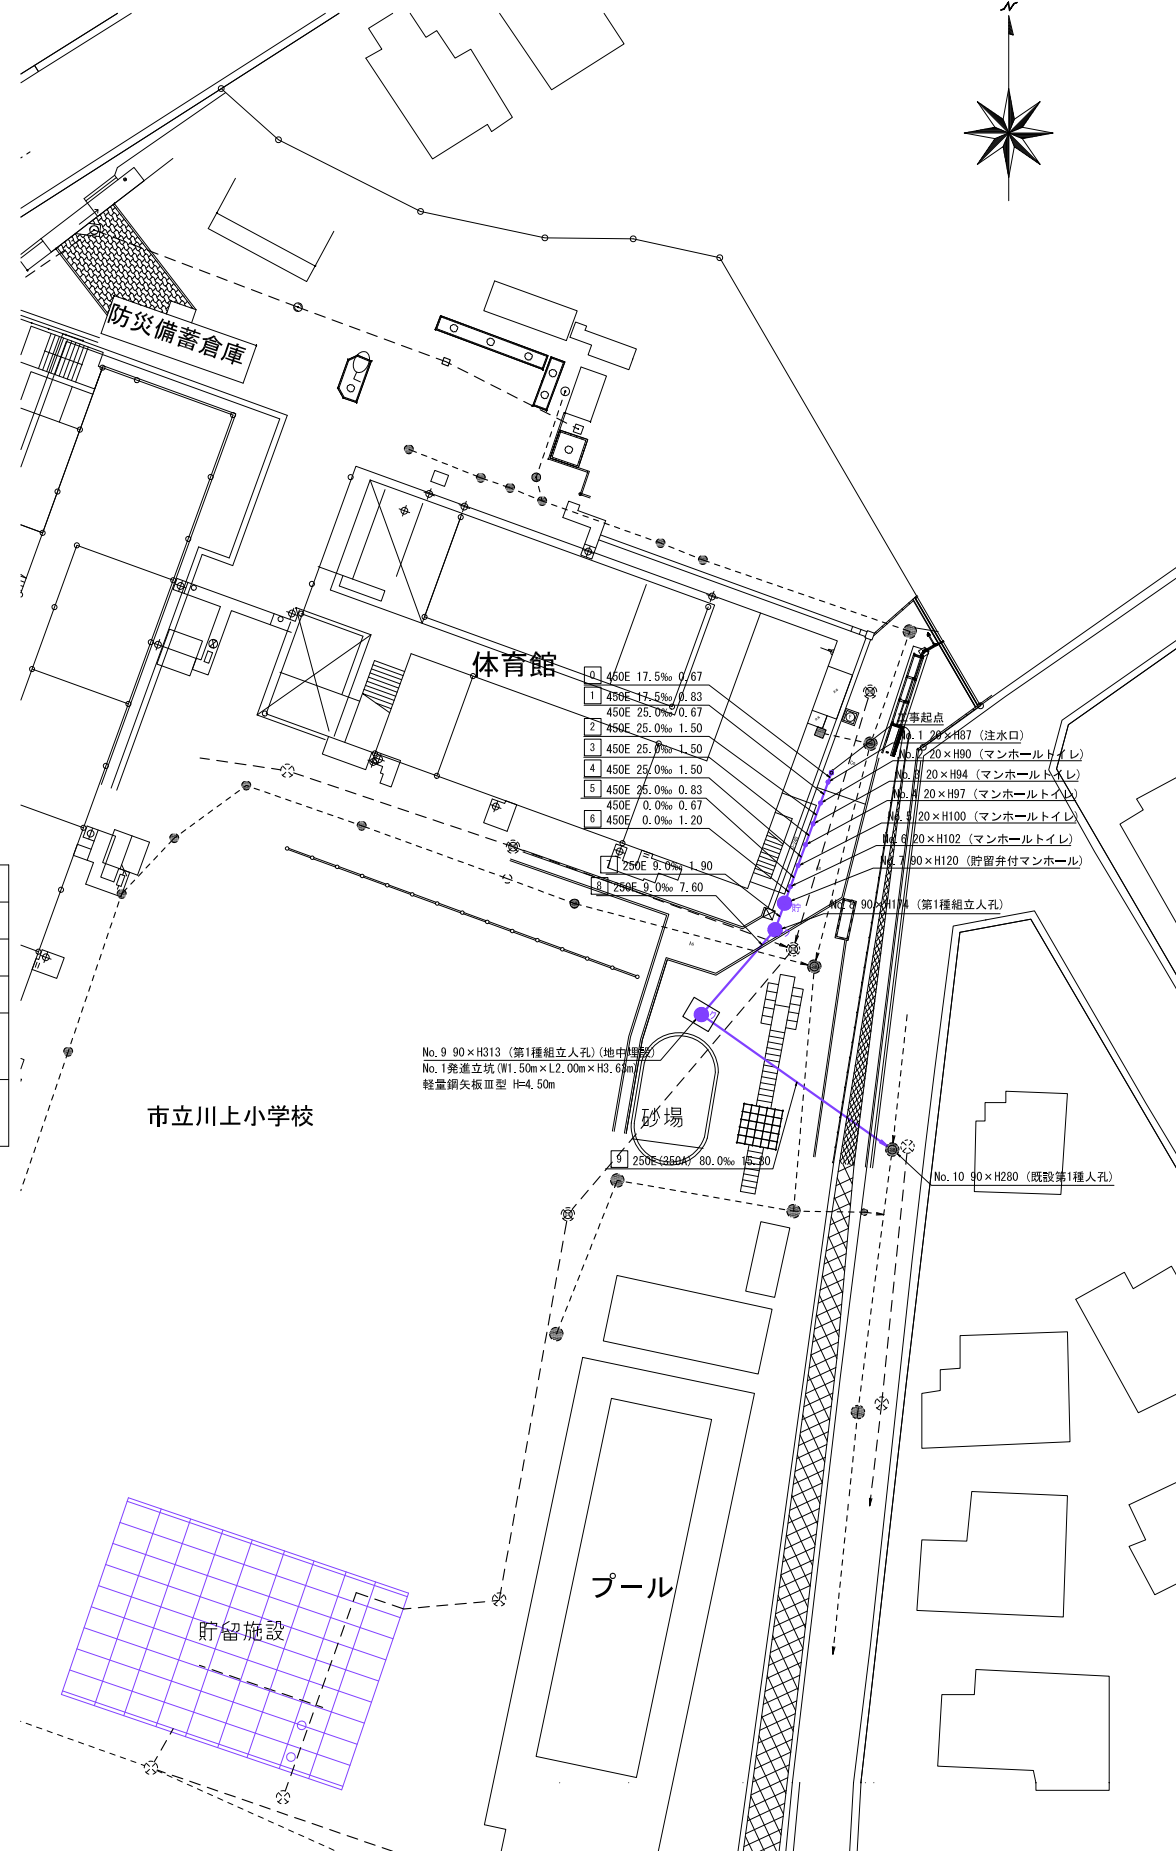 N
防災備蓄倉庫
体育館
0 450E 17.5‰ 0.67
1 450E 17.5‰ 0.83
450E 25.0‰ 0.67
2 450E 25.0‰ 1.50
3 450E 25.0‰ 1.50
4 450E 25.0‰ 1.50
5 450E 25.0‰ 0.83
450E 0.0‰ 0.67
6 450E 0.0‰ 1.20
7 250E 9.0‰ 1.90
8 250E 9.0‰ 7.60
工事起点
No.1 20×H87 (注水口)
No.2 20×H90 (マンホールトイレ)
No.3 20×H94 (マンホールトイレ)
No.4 20×H97 (マンホールトイレ)
No.5 20×H100 (マンホールトイレ)
No.6 20×H102 (マンホールトイレ)
No.7 90×H120 (貯留弁付マンホール)
No.8 90×H174 (第1種組立人孔)
貯
No.9 90×H313 (第1種組立人孔)(地中埋設)
No.1発進立坑(W1.50m×L2.00m×H3.63m)
軽量鋼矢板Ⅲ型 H=4.50m
市立川上小学校
砂場
9 250E(350A) 80.0‰ 15.80
No.10 90×H280 (既設第1種人孔)
プール
貯留施設